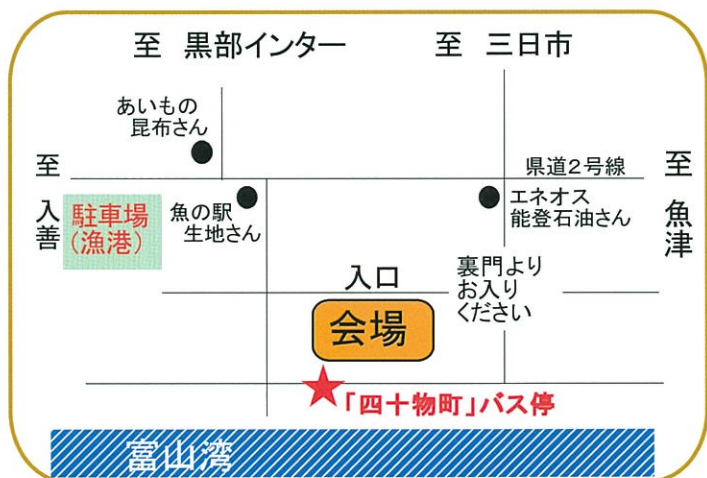 至 黒部インター
至 三日市
あいもの
昆布さん
県道2号線
至 入善
至 魚津
駐車場
(漁港)
魚の駅
生地さん
エネオス
能登石油さん
入口
裏門より
お入り
ください
会場
「四十物町」バス停
富山湾